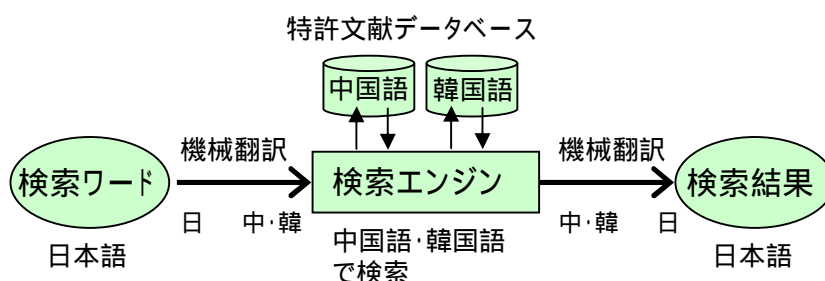 特許文献データベース
中国語
韓国語
機械翻訳
機械翻訳
検索ワード
検索エンジン
検索結果
日 中・韓
中・韓 日
日本語
中国語・韓国語
で検索
日本語